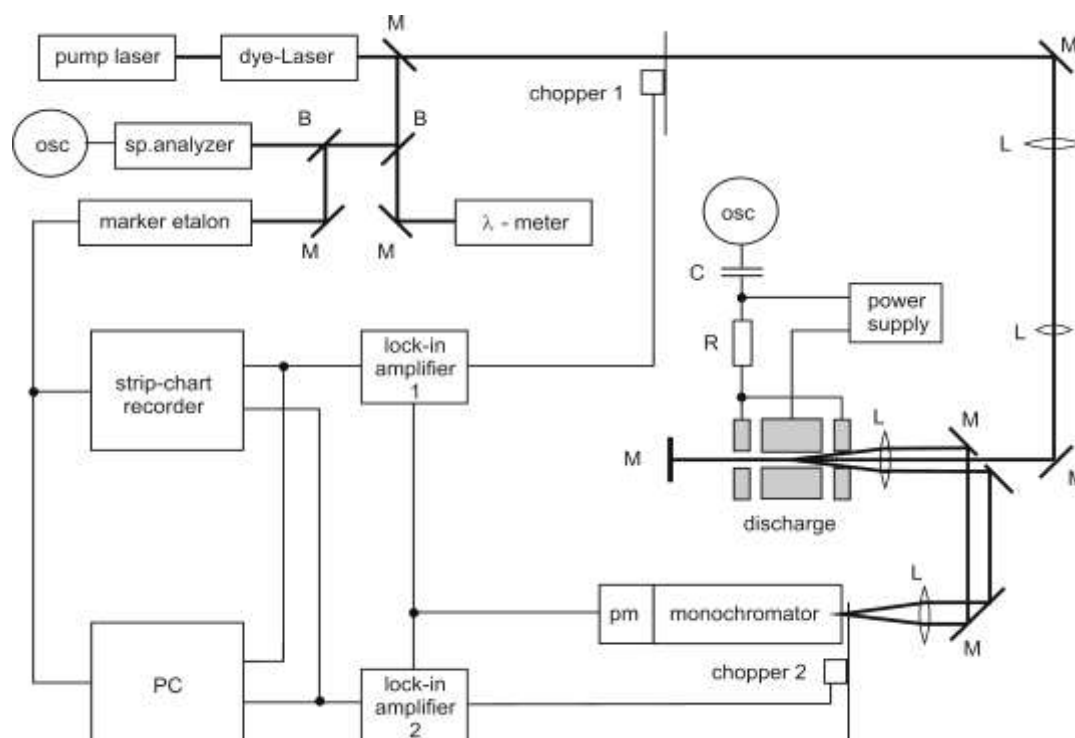 M
pump laser
dye-Laser
M
chopper 1
B
B
osc
sp.analyzer
L
marker etalon
λ - meter
osc
M
M
C
power
supply
L
R
lock-in
amplifier
1
strip-chart
recorder
L
M
M
M
discharge
L
pm
monochromator
M
chopper 2
PC
lock-in
amplifier
2